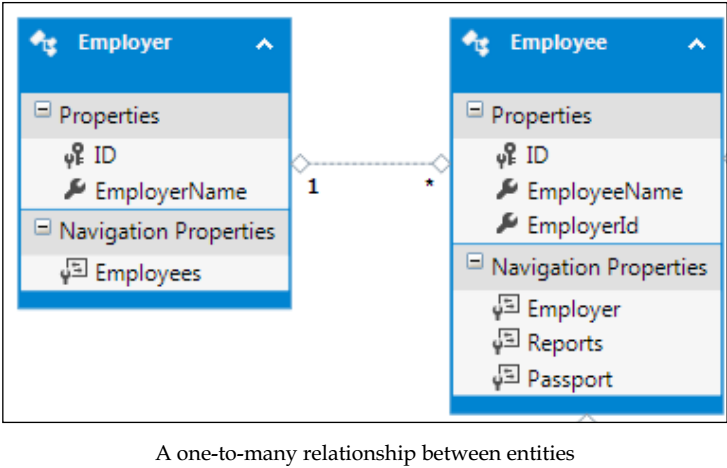 Employer
Properties
ID
EmployerName
Navigation Properties
Employees
1
*
Employee
Properties
ID
EmployeeName
EmployerId
Navigation Properties
Employer
Reports
Passport
A one-to-many relationship between entities